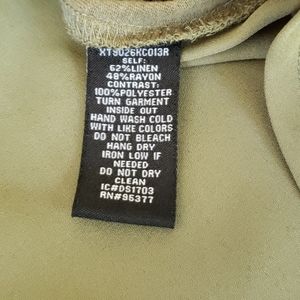 XTS026KC013R
SELF:
52%LINEN
48%RAYON
CONTRAST:
100%POLYESTER
TURN GARMENT
INSIDE OUT
HAND WASH COLD
WITH LIKE COLORS
DO NOT BLEACH
HANG DRY
IRON LOW IF
NEEDED
DO NOT DRY
CLEAN
IC#DS1703
RN#95377